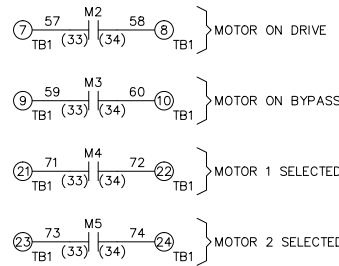 M2
7 57 58 8 MOTOR ON DRIVE
TB1 (33) (34) TB1
M3
9 59 60 10 MOTOR ON BYPASS
TB1 (33) (34) TB1
M4
21 71 72 22 MOTOR 1 SELECTED
TB1 (33) (34) TB1
M5
23 73 74 24 MOTOR 2 SELECTED
TB1 (33) (34) TB1